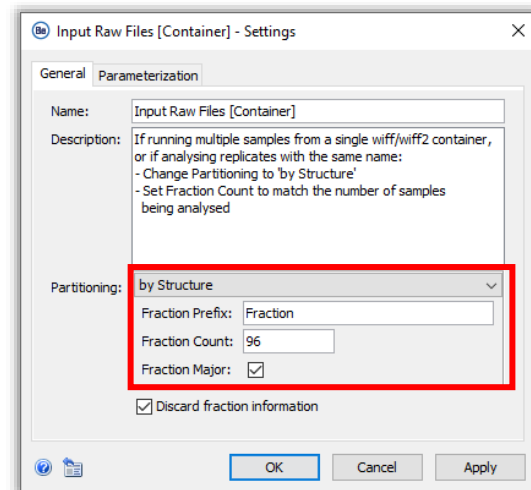 Be Input Raw Files [Container] - Settings
General Parameterization
Name: Input Raw Files [Container]
Description: If running multiple samples from a single wiff/wiff2 container,
or if analysing replicates with the same name:
- Change Partitioning to 'by Structure'
- Set Fraction Count to match the number of samples
being analysed
Partitioning: by Structure
Fraction Prefix: Fraction
Fraction Count: 96
Fraction Major:
Discard fraction information
OK Cancel Apply